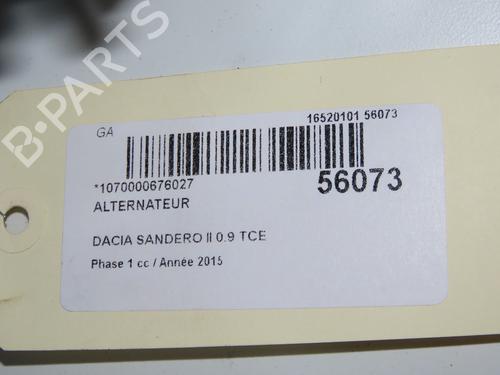 B-PARTS
GA
16520101 56073
*1070000676027
56073
ALTERNATEUR
DACIA SANDERO II 0.9 TCE
Phase 1 cc / Année 2015